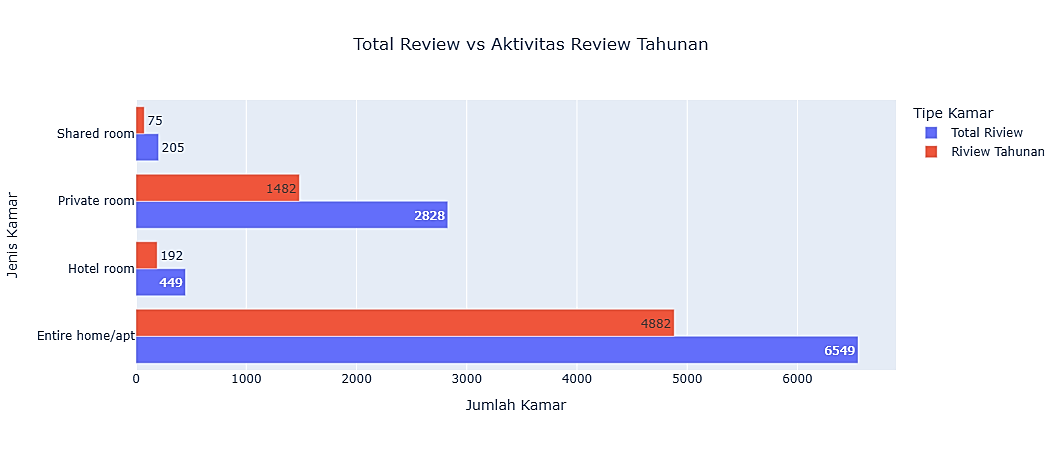 Total Review vs Aktivitas Review Tahunan
Tipe Kamar
Total Riview
Riview Tahunan
Jenis Kamar
Shared room
75
205
Private room
1482
2828
Hotel room
192
449
Entire home/apt
4882
6549
0 1000 2000 3000 4000 5000 6000
Jumlah Kamar